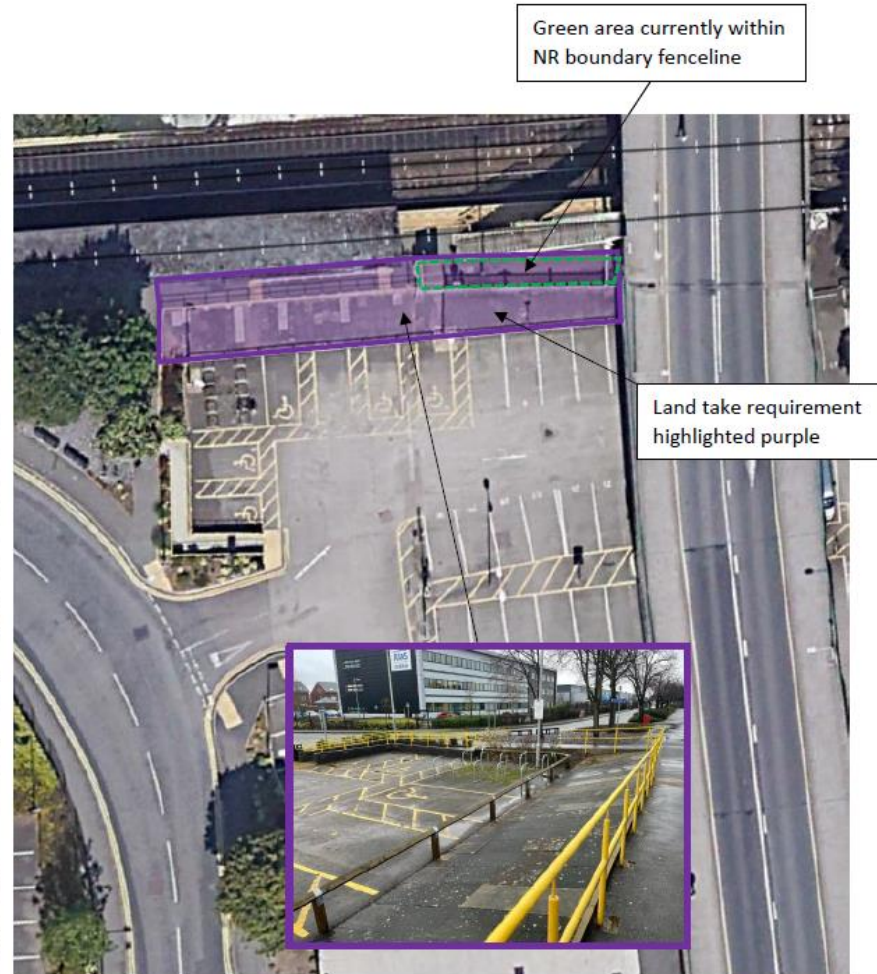 Green area currently within
NR boundary fenceline
Land take requirement
highlighted purple